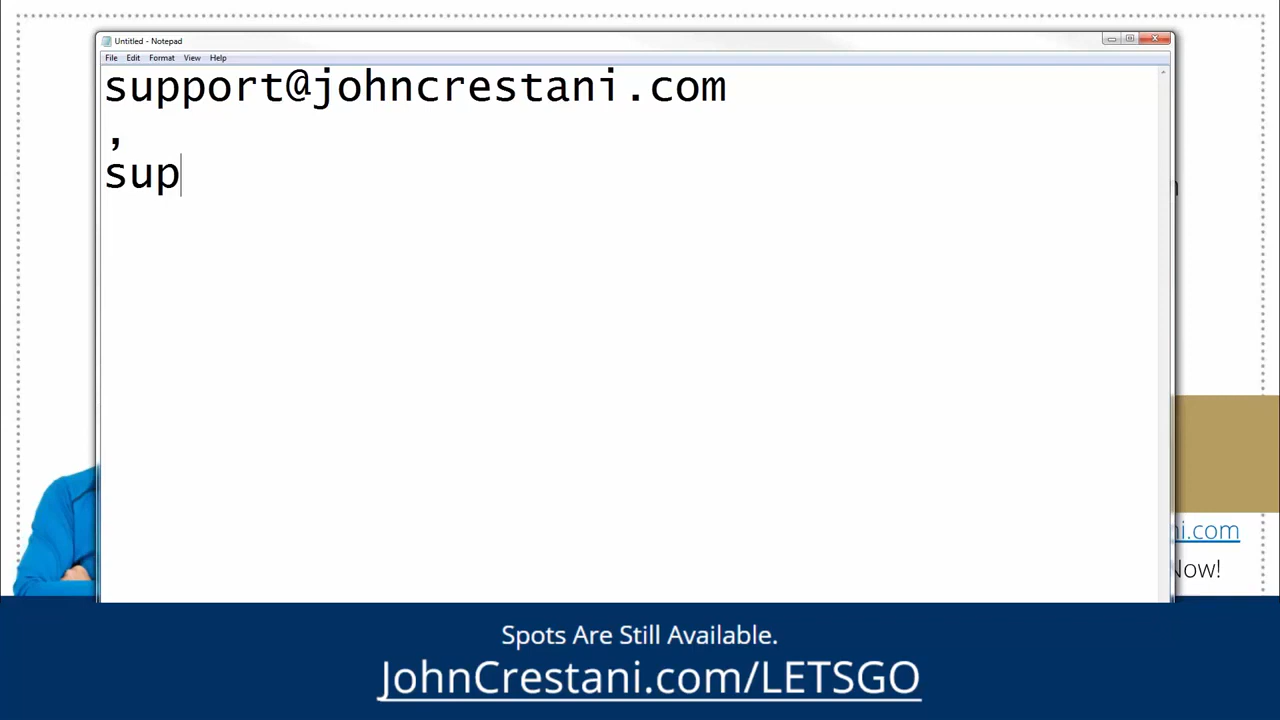 Untitled - Notepad
File Edit Format View Help
support@johncrestani.com
,
sup
ni.com
Now!
Spots Are Still Available.
JohnCrestani.com/LETSGO